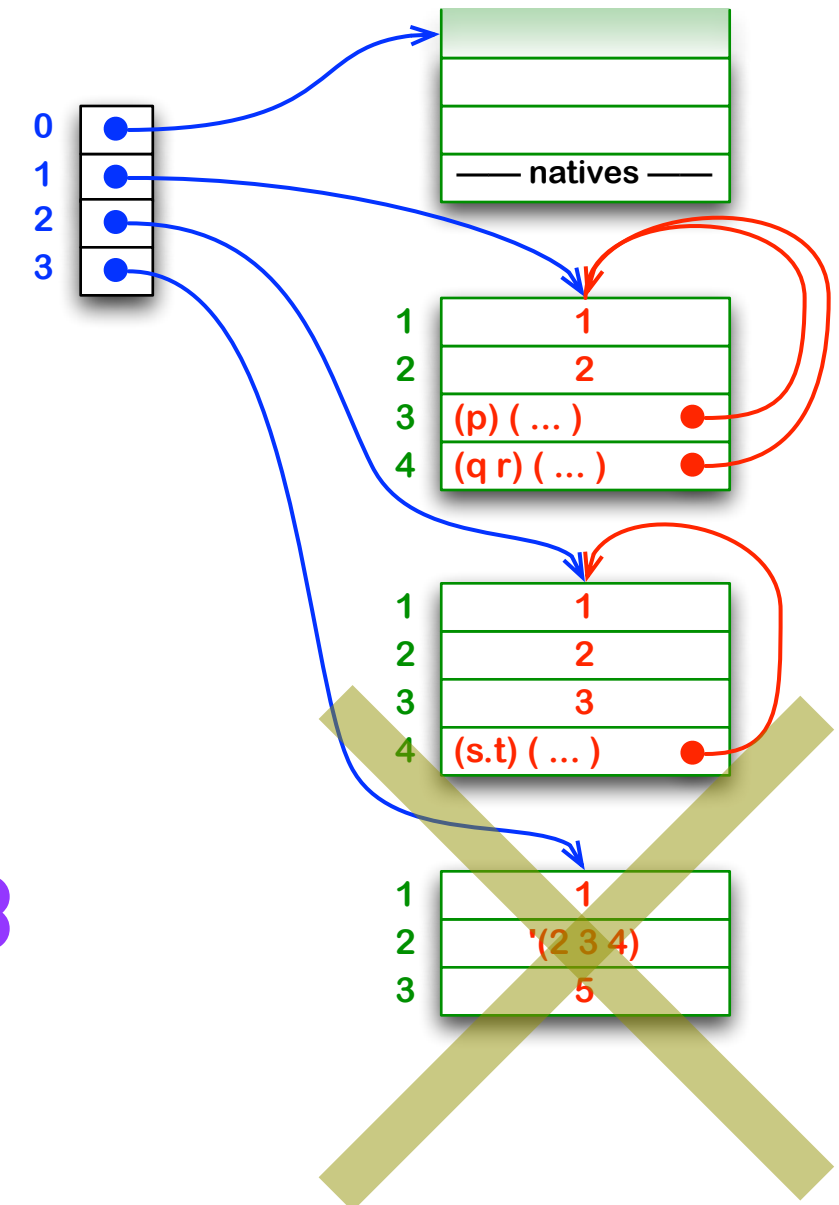 0
1
2
3
natives
1 1
2 2
3 (p) ( ... )
4 (q r) ( ... )
1 1
2 2
3 3
4 (s.t) ( ... )
1 1
2 '(2 3 4)
3 5